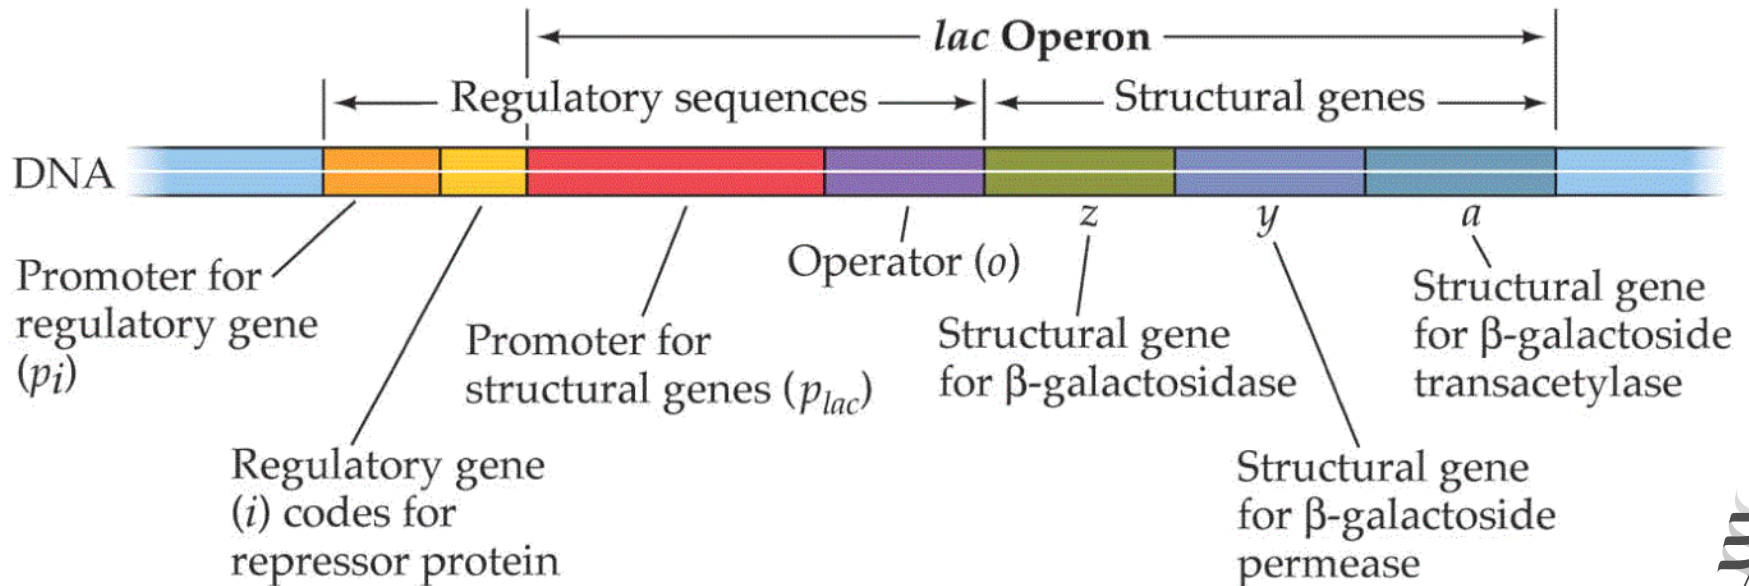 lac Operon
Regulatory sequences
Structural genes
DNA
z
y
a
Promoter for
regulatory gene
(pi)
Regulatory gene
(i) codes for
repressor protein
Promoter for
structural genes (plac)
Operator (o)
Structural gene
for β-galactosidase
Structural gene
for β-galactoside
permease
Structural gene
for β-galactoside
transacetylase